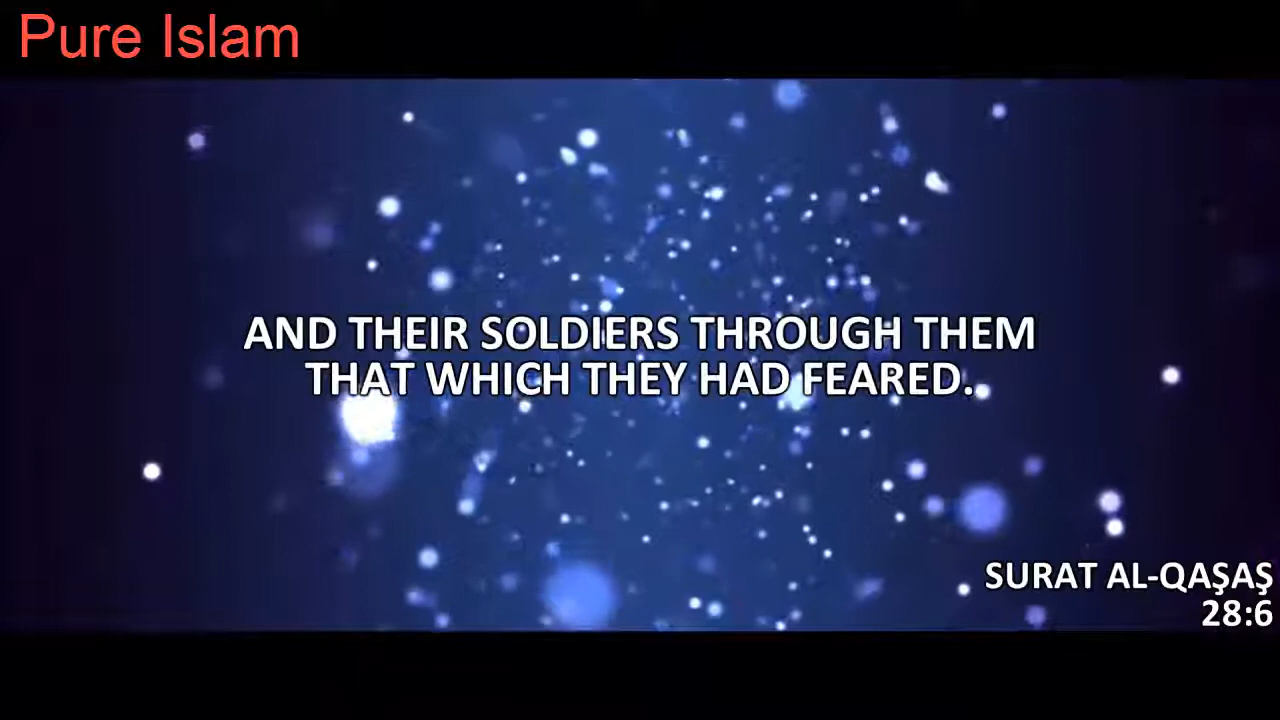 Pure Islam
AND THEIR SOLDIERS THROUGH THEM
THAT WHICH THEY HAD FEARED.
SURAT AL-QAŞAŞ
28:6